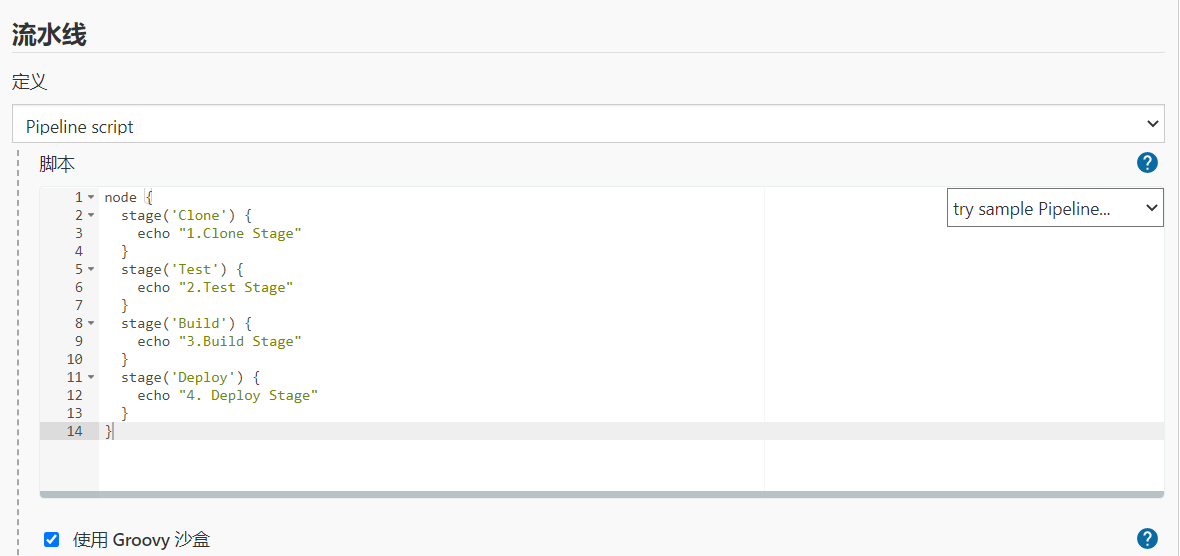 流水线
定义
Pipeline script
脚本
try sample Pipeline...
1 node {
2 stage('Clone') {
3 echo "1.Clone Stage"
4 }
5 stage('Test') {
6 echo "2.Test Stage"
7 }
8 stage('Build') {
9 echo "3.Build Stage"
10 }
11 stage('Deploy') {
12 echo "4. Deploy Stage"
13 }
14 }
使用 Groovy 沙盒